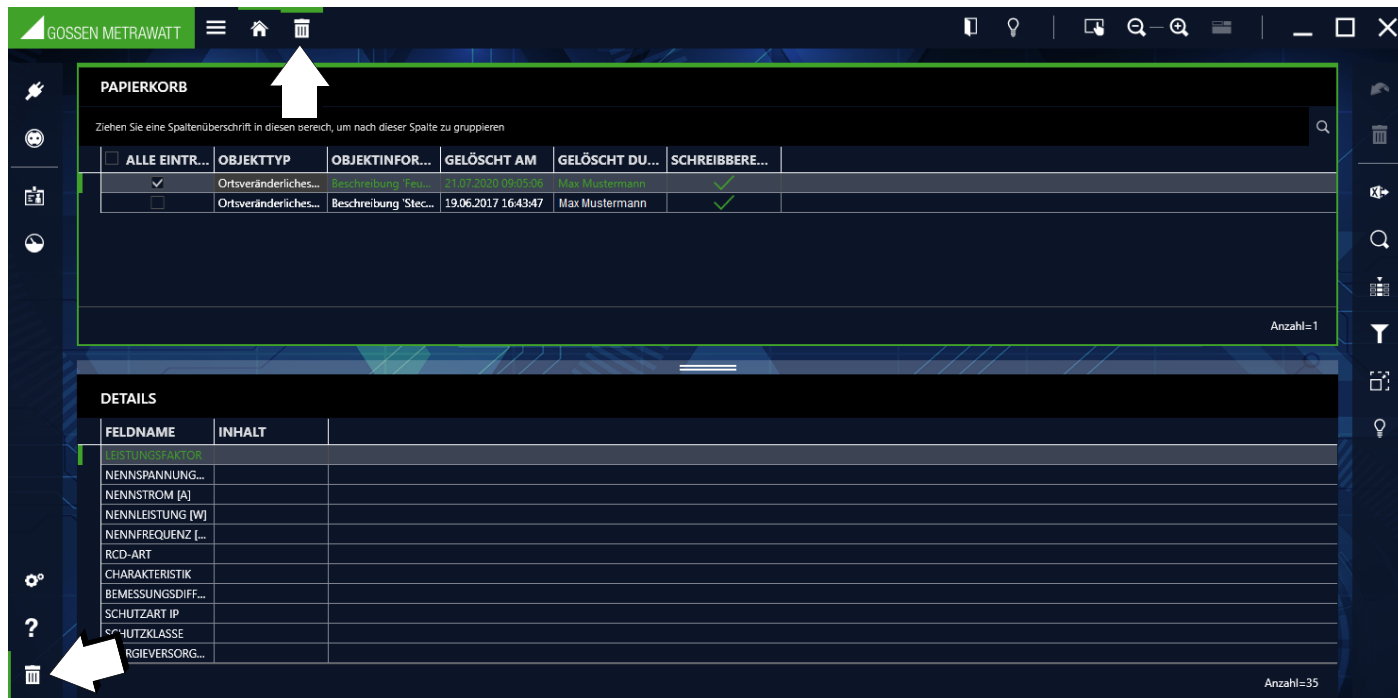 GOSSEN METRAWATT
PAPIERKORB
Ziehen Sie eine Spaltenüberschrift in diesen Bereich, um nach dieser Spalte zu gruppieren
ALLE EINTR... OBJEKTTYP OBJEKTINFOR... GELÖSCHT AM GELÖSCHT DU... SCHREIBBERE...
Ortsveränderliches... Beschreibung 'Feu... 21.07.2020 09:05:06 Max Mustermann
Ortsveränderliches... Beschreibung 'Stec... 19.06.2017 16:43:47 Max Mustermann
Anzahl=1
DETAILS
FELDNAME INHALT
LEISTUNGSFAKTOR
NENNSPANNUNG...
NENNSTROM [A]
NENNLEISTUNG [W]
NENNFREQUENZ [...
RCD-ART
CHARAKTERISTIK
BEMESSUNGSDIFF...
SCHUTZART IP
SCHUTZKLASSE
RGIEVERSORG...
?
Anzahl=35